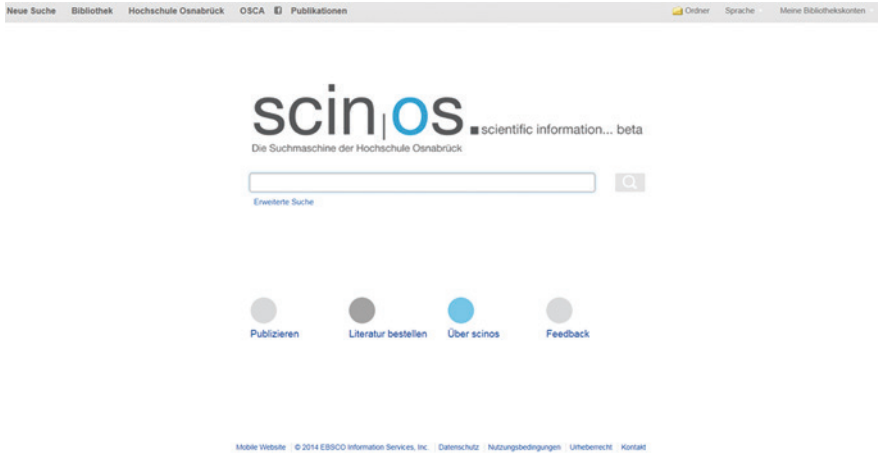 Neue Suche Bibliothek Hochschule Osnabrück OSCA Publikationen Ordner Sprache Meine Bibliothekskonten
scin|os scientific information... beta
Die Suchmaschine der Hochschule Osnabrück
Erweiterte Suche
Publizieren Literatur bestellen Über scinos Feedback
Mobile Website © 2014 EBSCO Information Services, Inc. Datenschutz Nutzungsbedingungen Urheberrecht Kontakt